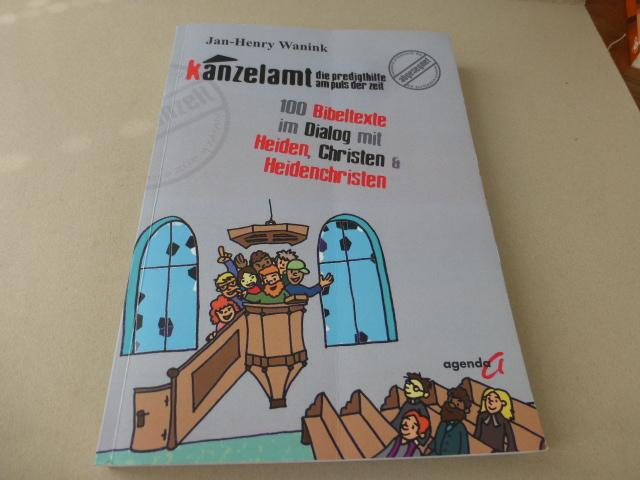 Jan-Henry Wanink
kanzelamt die predigthilfe
am puls der zeit
abgesegnet
100 Bibeltexte
im Dialog mit
Heiden, Christen &
Heidenchristen
agenda